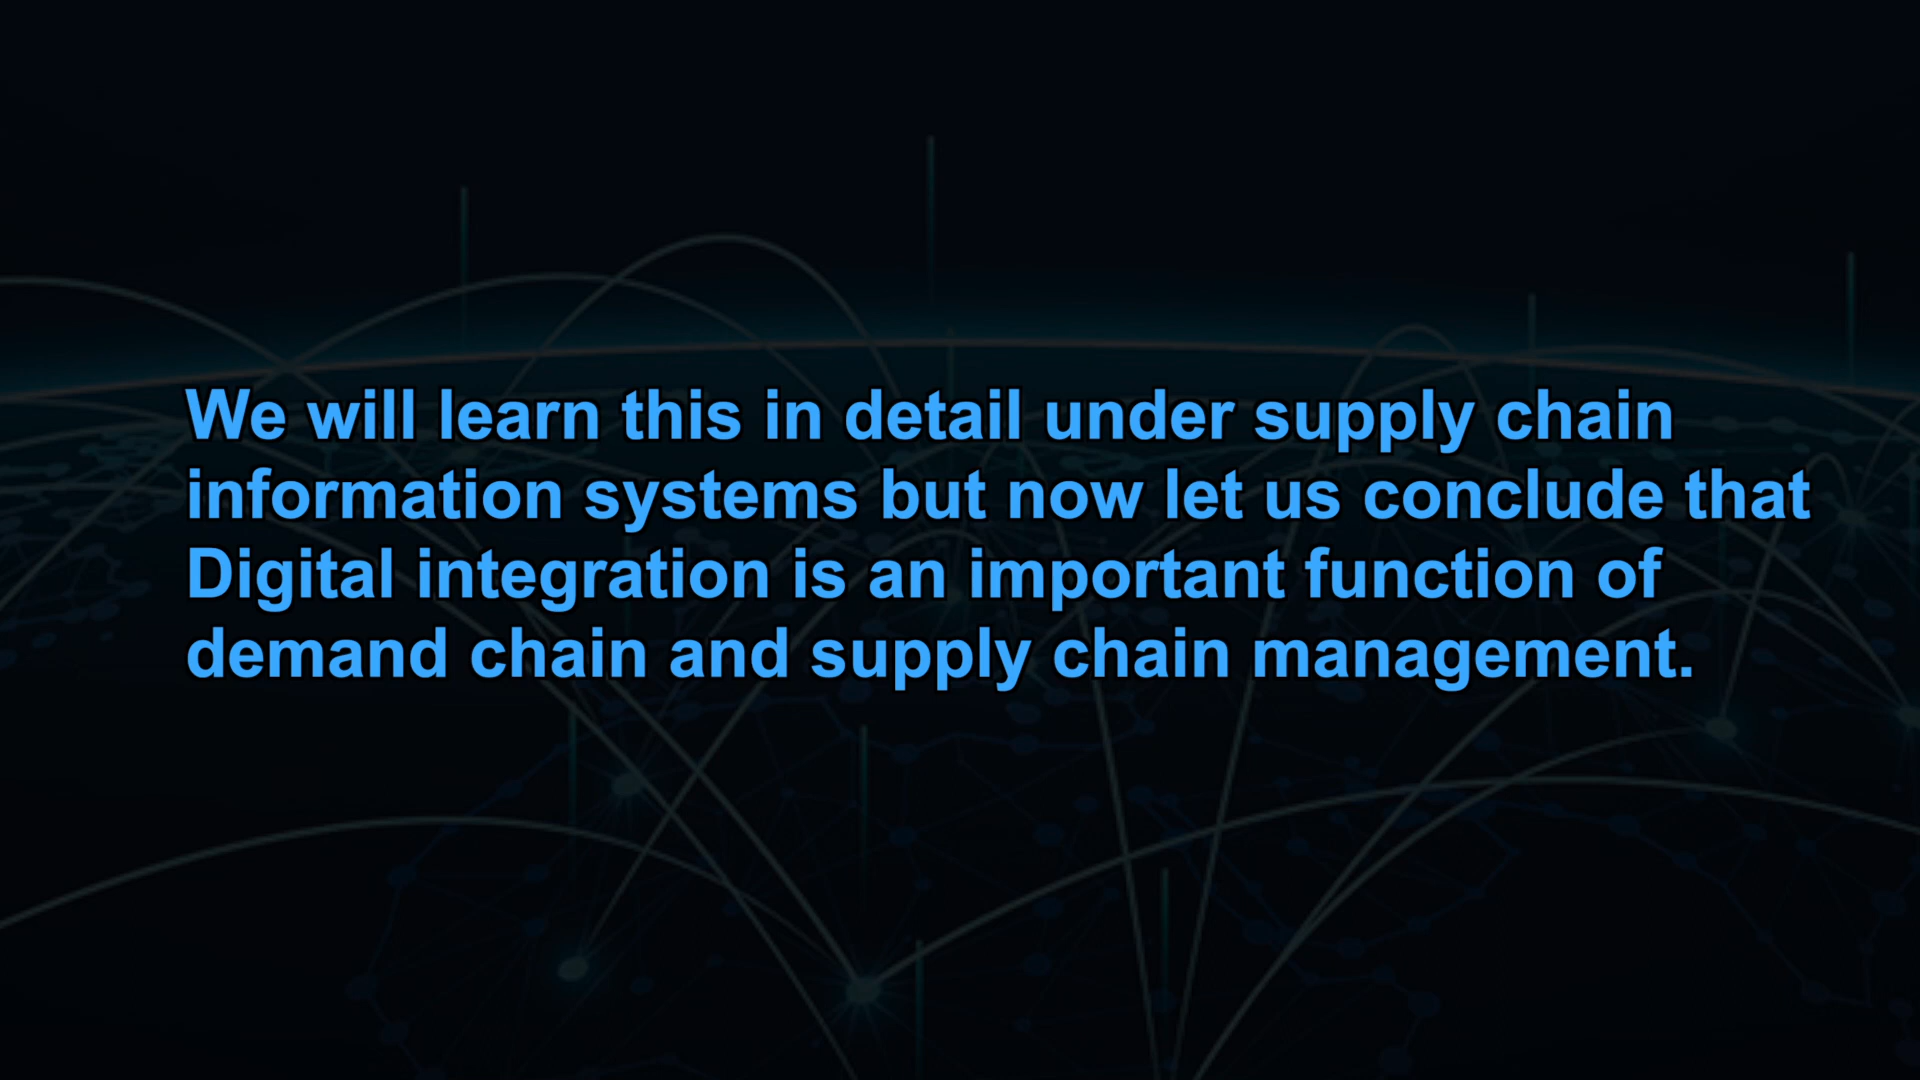 We will learn this in detail under supply chain
information systems but now let us conclude that
Digital integration is an important function of
demand chain and supply chain management.